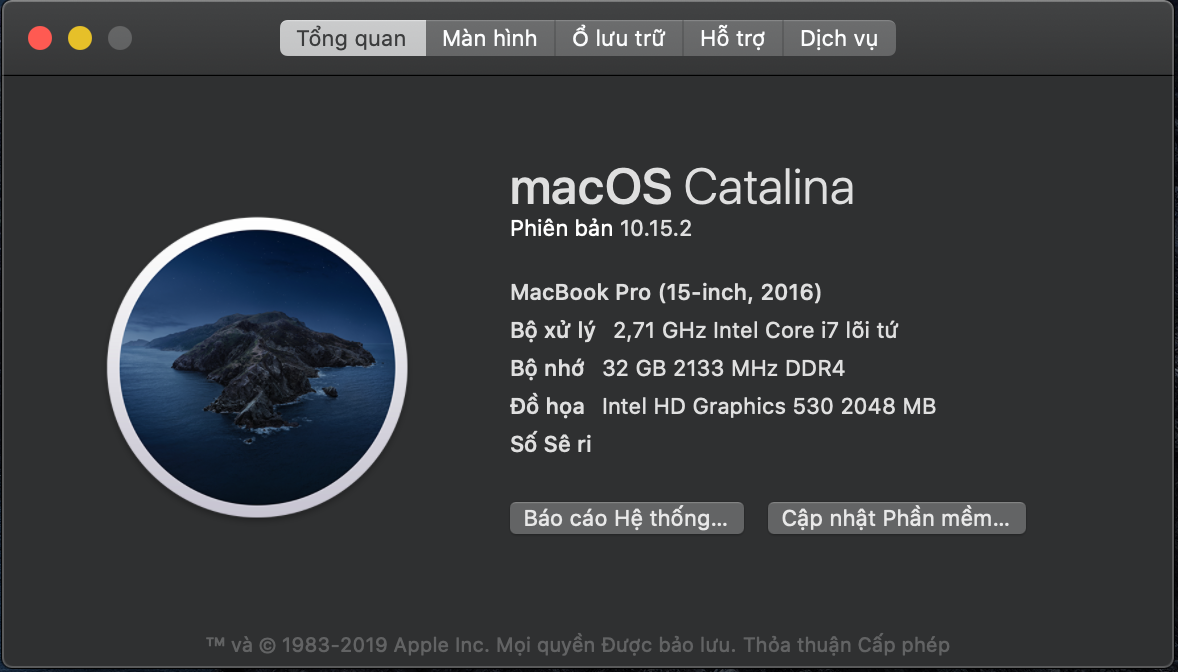 Tổng quan Màn hình Ổ lưu trữ Hỗ trợ Dịch vụ
macOS Catalina
Phiên bản 10.15.2
MacBook Pro (15-inch, 2016)
Bộ xử lý 2,71 GHz Intel Core i7 lõi tứ
Bộ nhớ 32 GB 2133 MHz DDR4
Đồ họa Intel HD Graphics 530 2048 MB
Số Sê ri
Báo cáo Hệ thống... Cập nhật Phần mềm...
™ và © 1983-2019 Apple Inc. Mọi quyền Được bảo lưu. Thỏa thuận Cấp phép